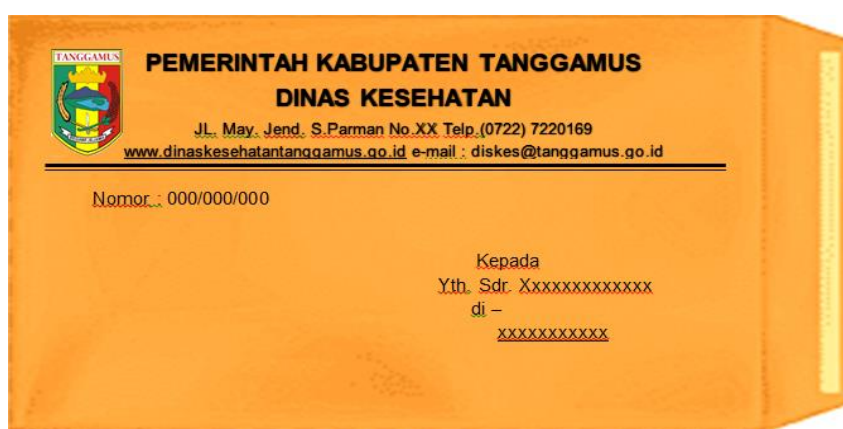 TANGGAMUS
PEMERINTAH KABUPATEN TANGGAMUS
DINAS KESEHATAN
JL. May. Jend. S.Parman No.XX Telp.(0722) 7220169
www.dinaskesehatantanggamus.go.id e-mail : diskes@tanggamus.go.id
Nomor : 000/000/000
Kepada
Yth. Sdr. Xxxxxxxxxxxxx
di –
xxxxxxxxxxx